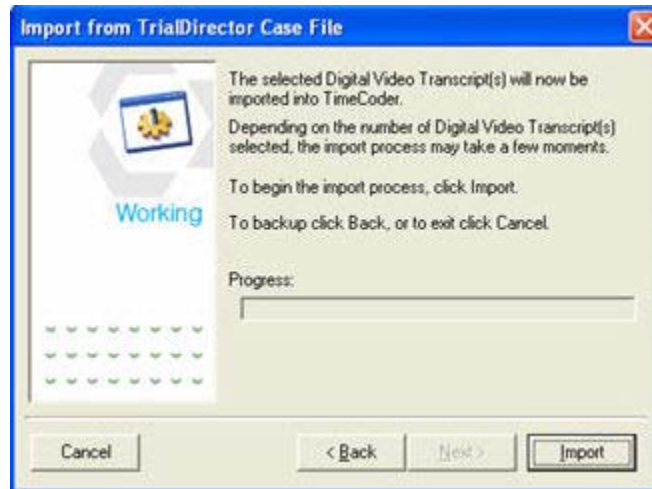 Import from TrialDirector Case File
The selected Digital Video Transcript(s) will now be
imported into TimeCoder.
Depending on the number of Digital Video Transcript(s)
selected, the import process may take a few moments.
To begin the import process, click Import.
To backup click Back, or to exit click Cancel.
Working
Progress:
Cancel
< Back
Next >
Import